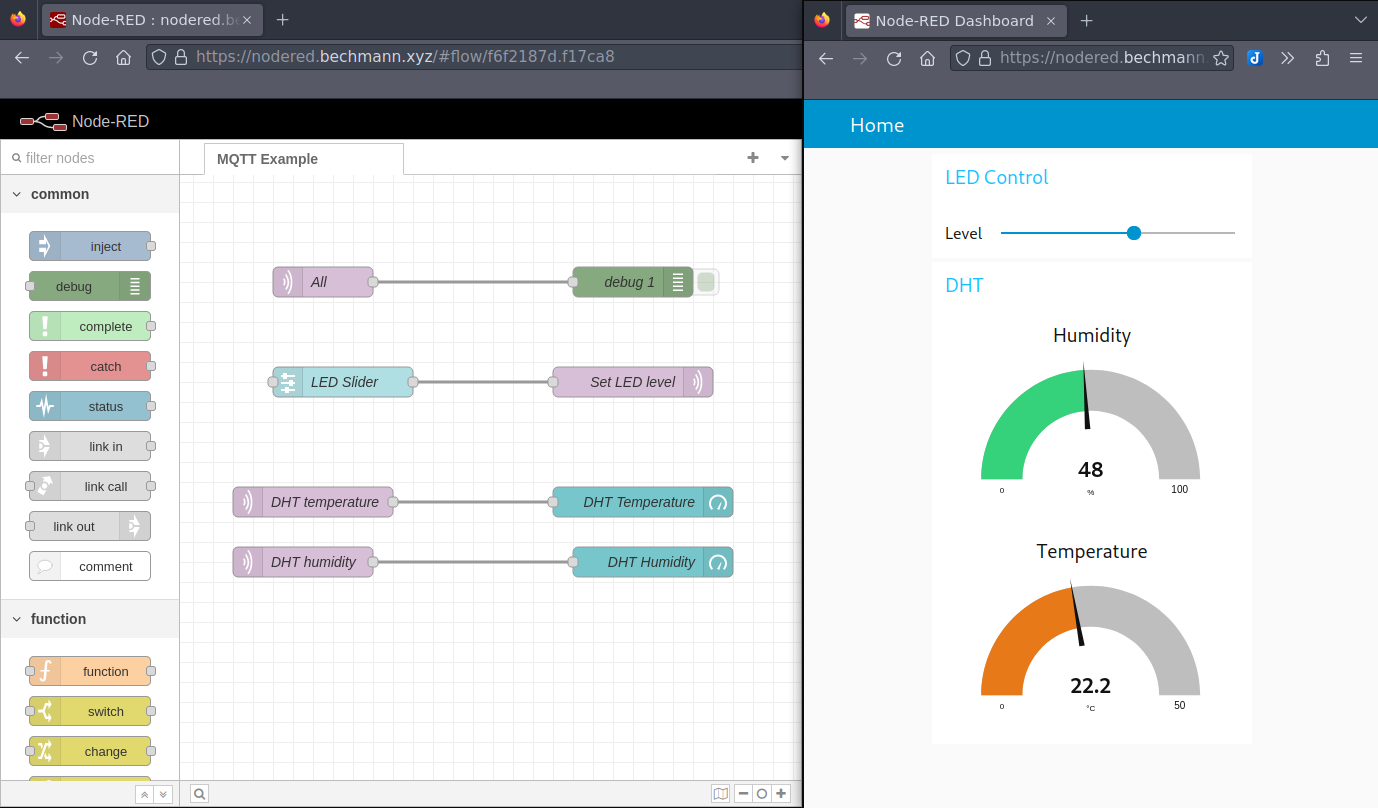 Node-RED : nodered.be
https://nodered.bechmann.xyz/#flow/f6f2187d.f17ca8
Node-RED
filter nodes
MQTT Example
common
inject
debug
complete
catch
status
link in
link call
link out
comment
function
function
switch
change
All
debug 1
LED Slider
Set LED level
DHT temperature
DHT Temperature
DHT humidity
DHT Humidity
Node-RED Dashboard
https://nodered.bechmann
Home
LED Control
Level
DHT
Humidity
48
%
0
100
Temperature
22.2
°C
0
50